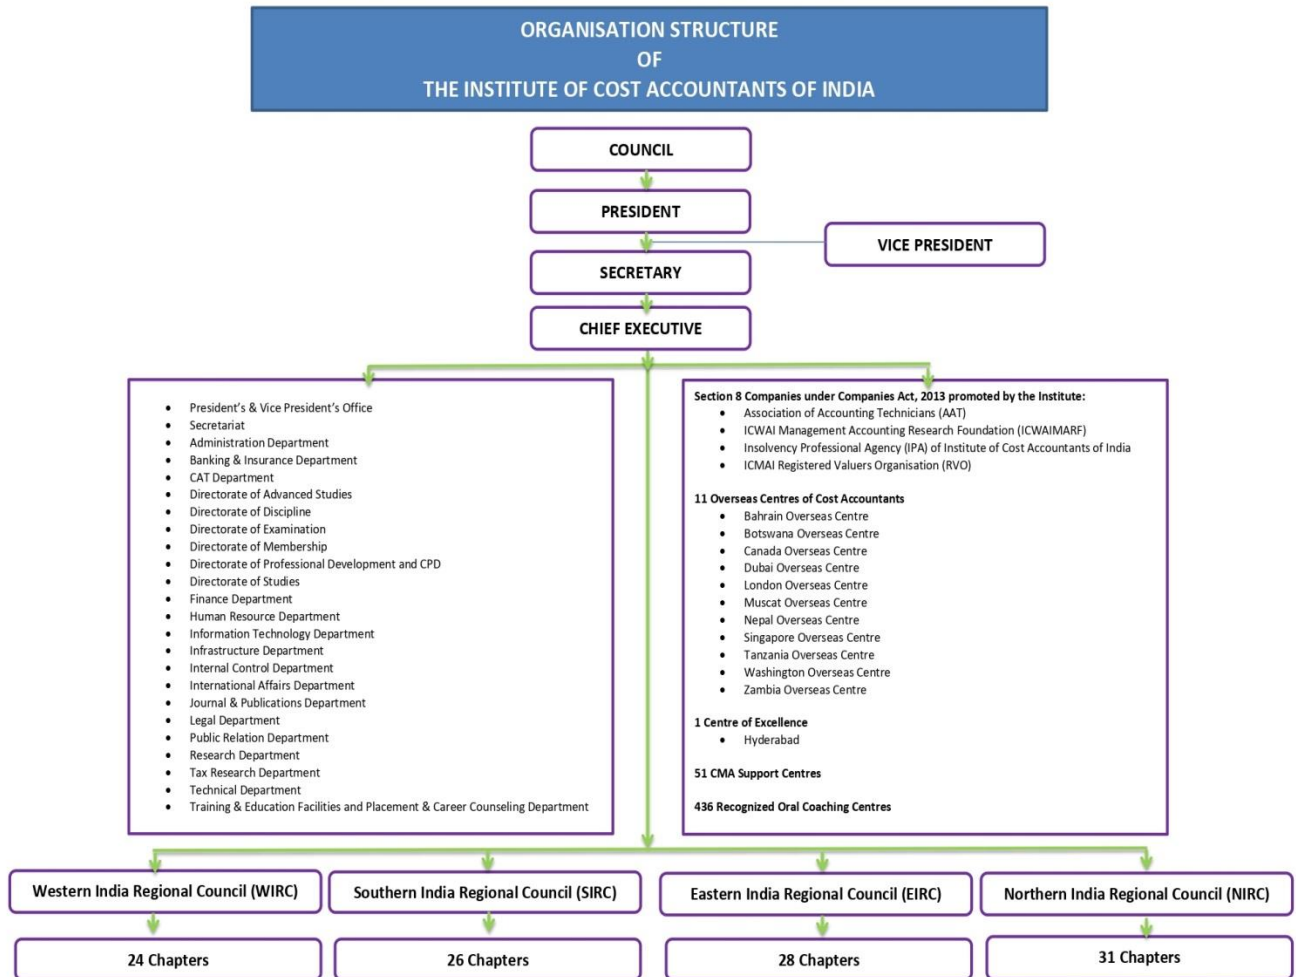 ORGANISATION STRUCTURE
OF
THE INSTITUTE OF COST ACCOUNTANTS OF INDIA
COUNCIL
PRESIDENT
VICE PRESIDENT
SECRETARY
CHIEF EXECUTIVE
• President's & Vice President's Office
• Secretariat
• Administration Department
• Banking & Insurance Department
• CAT Department
• Directorate of Advanced Studies
• Directorate of Discipline
• Directorate of Examination
• Directorate of Membership
• Directorate of Professional Development and CPD
• Directorate of Studies
• Finance Department
• Human Resource Department
• Information Technology Department
• Infrastructure Department
• Internal Control Department
• International Affairs Department
• Journal & Publications Department
• Legal Department
• Public Relation Department
• Research Department
• Tax Research Department
• Technical Department
• Training & Education Facilities and Placement & Career Counseling Department
Section 8 Companies under Companies Act, 2013 promoted by the Institute:
• Association of Accounting Technicians (AAT)
• ICWAI Management Accounting Research Foundation (ICWAIMARF)
• Insolvency Professional Agency (IPA) of Institute of Cost Accountants of India
• ICMAI Registered Valuers Organisation (RVO)
11 Overseas Centres of Cost Accountants
• Bahrain Overseas Centre
• Botswana Overseas Centre
• Canada Overseas Centre
• Dubai Overseas Centre
• London Overseas Centre
• Muscat Overseas Centre
• Nepal Overseas Centre
• Singapore Overseas Centre
• Tanzania Overseas Centre
• Washington Overseas Centre
• Zambia Overseas Centre
1 Centre of Excellence
• Hyderabad
51 CMA Support Centres
436 Recognized Oral Coaching Centres
Western India Regional Council (WIRC)
Southern India Regional Council (SIRC)
Eastern India Regional Council (EIRC)
Northern India Regional Council (NIRC)
24 Chapters
26 Chapters
28 Chapters
31 Chapters